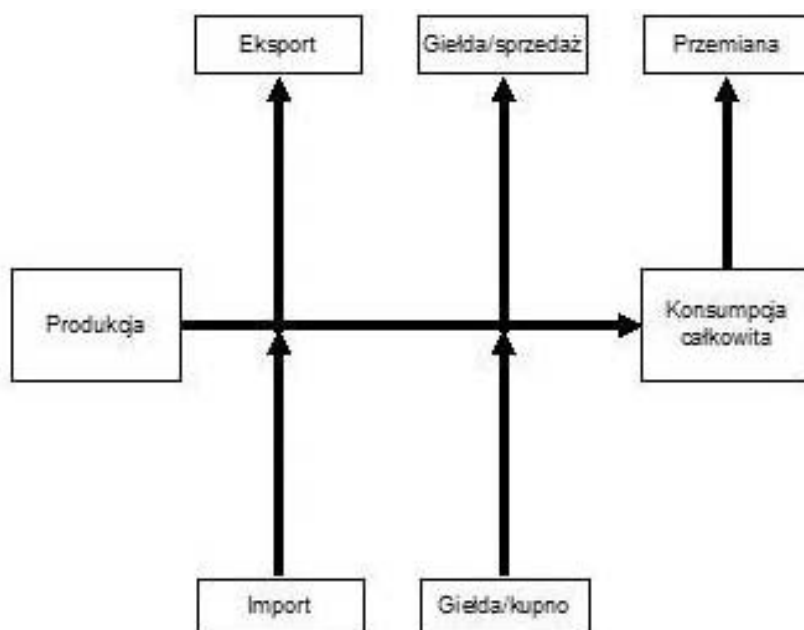 Eksport
Giełda/sprzedaż
Przemiana
Produkcja
Konsumpcja
całkowita
Import
Giełda/kupno